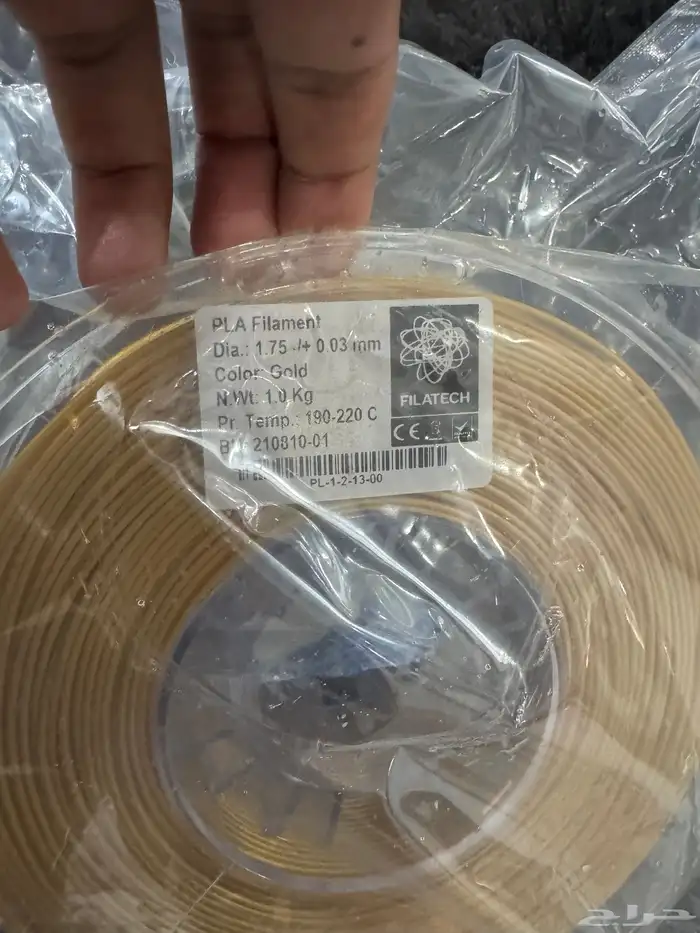 PLA Filament
Dia.: 1.75 -/+ 0.03 mm
Color: Gold
N.Wt: 1.0 Kg
Pr. Temp.: 190-220 C
210810-01
PL-1-2-13-00
FILATECH
CE
حراج